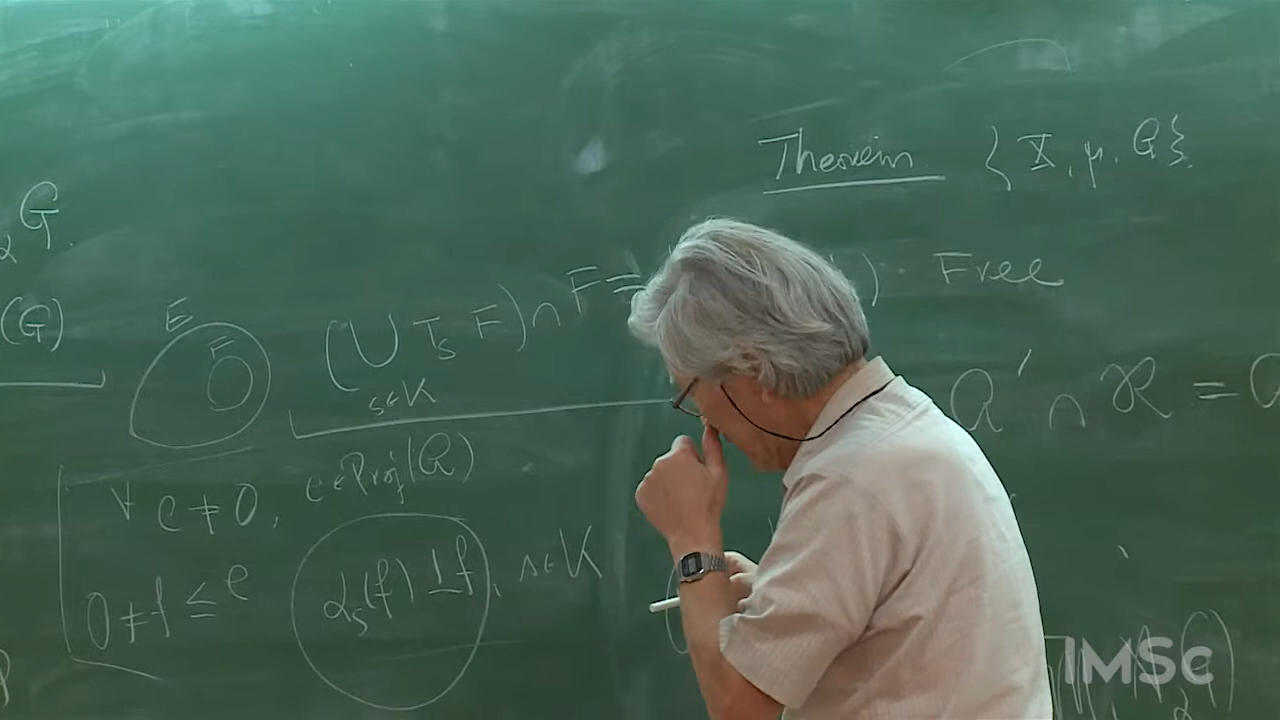 Theorem {X, μ, G}.
α G
(G)
E
F
(∪ T_s F) ∩ F =
s∈K
) . Free
A' ∩ R =
∀ e ≠ 0, e ∈ Proj(A)
0 ≠ f ≤ e α_s(f) ⊥ f, s ∈ K
IMSc